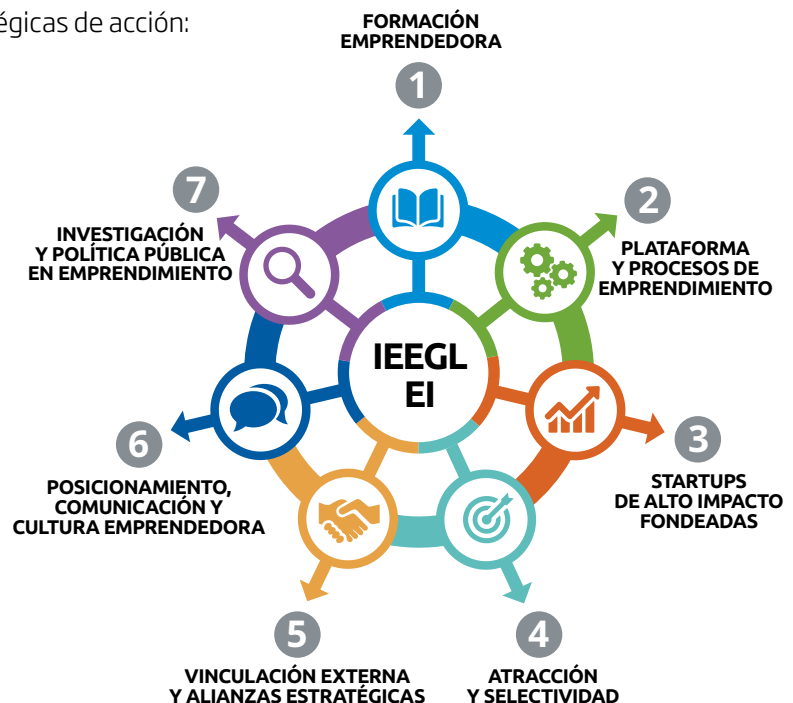 égicas de acción:
FORMACIÓN
EMPRENDEDORA
1
2
PLATAFORMA
Y PROCESOS DE
EMPRENDIMIENTO
3
STARTUPS
DE ALTO IMPACTO
FONDEADAS
4
ATRACCIÓN
Y SELECTIVIDAD
5
VINCULACIÓN EXTERNA
Y ALIANZAS ESTRATÉGICAS
6
POSICIONAMIENTO,
COMUNICACIÓN Y
CULTURA EMPRENDEDORA
7
INVESTIGACIÓN
Y POLÍTICA PÚBLICA
EN EMPRENDIMIENTO
IEEGL
EI